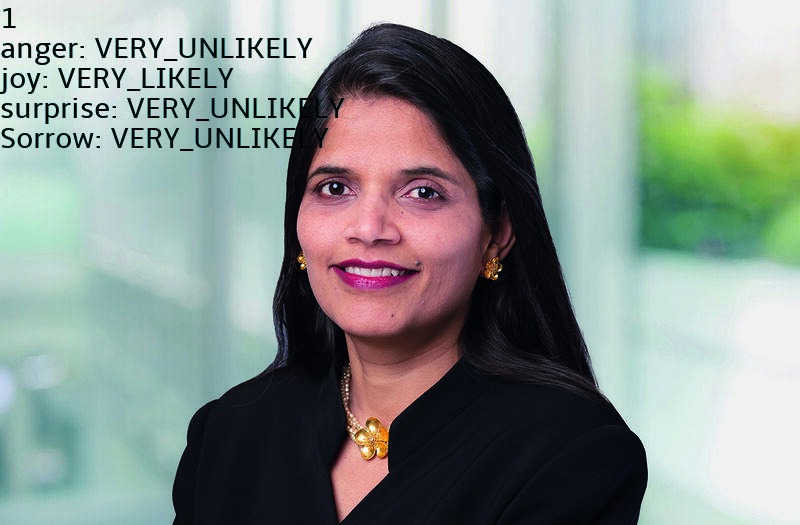 1
anger: VERY_UNLIKELY
joy: VERY_LIKELY
surprise: VERY_UNLIKELY
Sorrow: VERY_UNLIKELY